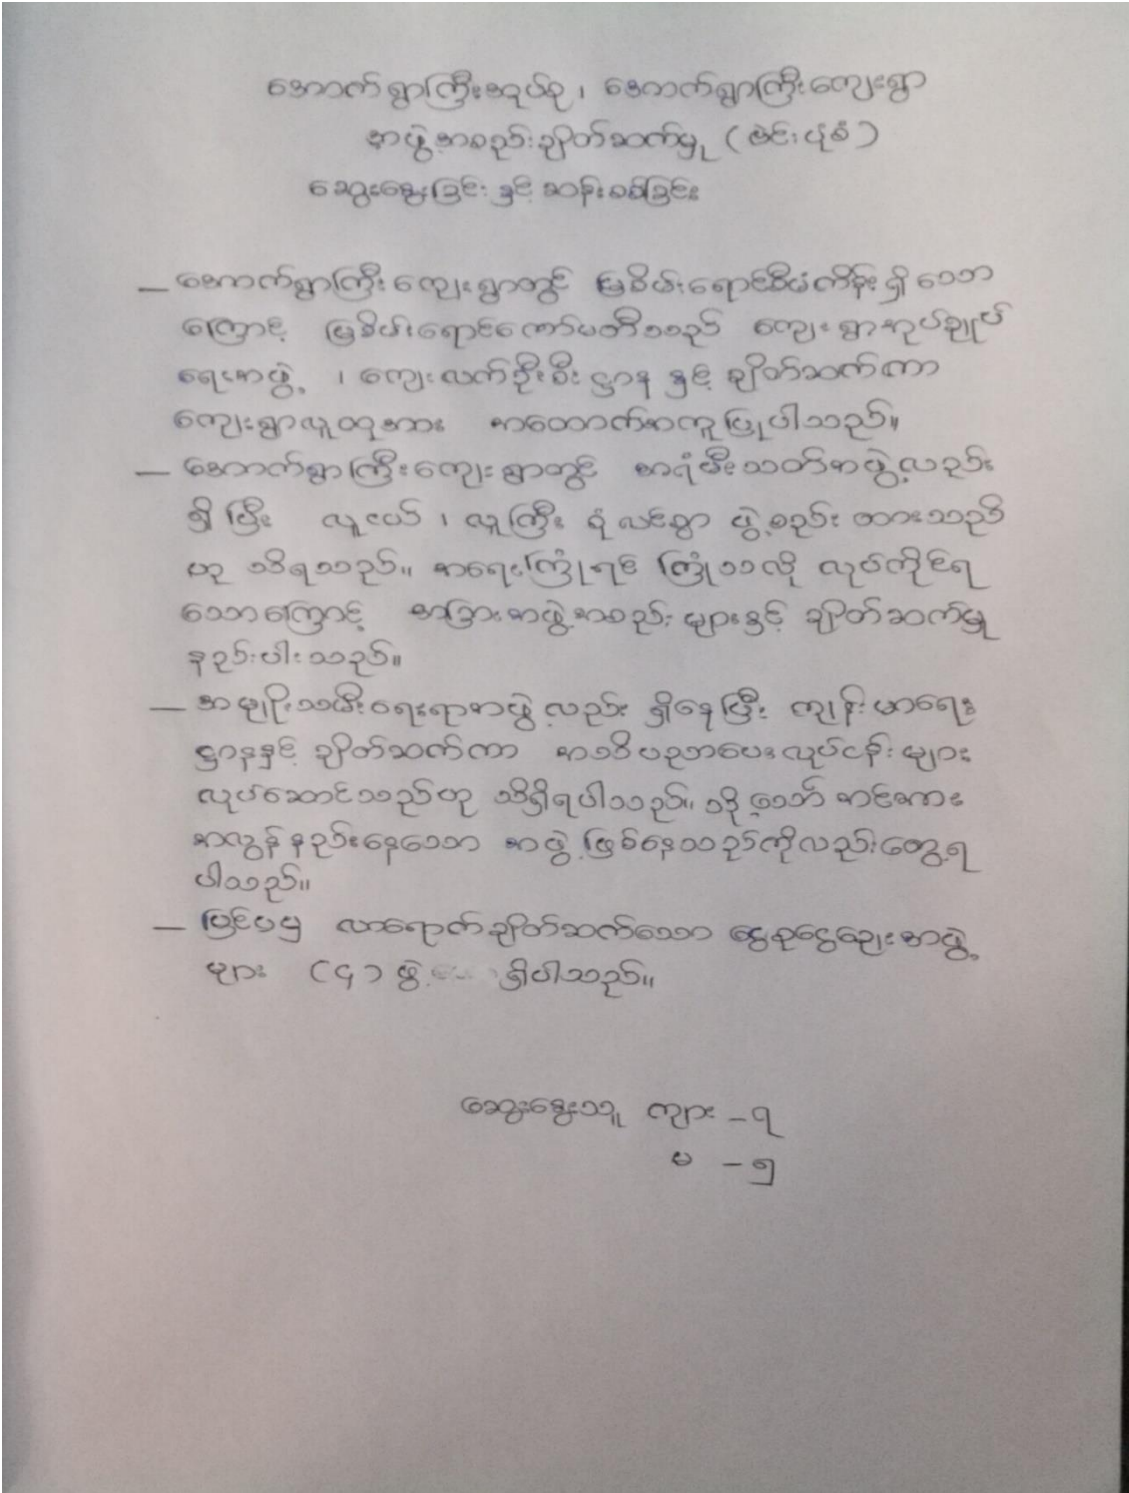 အောက်ရွာကြီးအုပ်စု ၊ အောက်ရွာကြီးကျေးရွာ
အဖွဲ့အစည်းချိတ်ဆက်မှု ( ဗင်းပုံစံ )
ဆွေးနွေးခြင်း နှင့် ဆန်းစစ်ခြင်း
— အောက်ရွာကြီး ကျေးရွာတွင် မြစိမ်းရောင်စီမံကိန်း ရှိ သော
ကြောင့် မြစိမ်းရောင်ကော်မတီသည် ကျေးရွာအုပ်ချုပ်
ရေးအဖွဲ့ ၊ ကျေးလက်ဦးစီး ဌာန နှင့် ချိတ်ဆက်ကာ
ကျေးရွာလူထုအား အထောက်အကူပြုပါသည်။
— အောက်ရွာကြီးကျေးရွာတွင် အရံမီးသတ်အဖွဲ့လည်း
ရှိ ပြီး လူငယ် ၊ လူကြီး စုံလင်စွာ ဖွဲ့စည်း ထားသည်
ဟု သိရသည်။ အရေးကြုံရင် ကြုံသလို လုပ်ကိုင်ရ
သောကြောင့် အခြားအဖွဲ့အစည်းများနှင့် ချိတ်ဆက်မှု
နည်းပါးသည်။
— အမျိုးသမီးရေးရာအဖွဲ့လည်း ရှိနေပြီး ကျန်းမာရေး
ဌာနနှင့် ချိတ်ဆက်ကာ အသိပညာပေးလုပ်ငန်းများ
လုပ်ဆောင်သည်ဟု သိရှိရပါသည်။ သို့သော် အင်အား
အလွန်နည်းနေသော အဖွဲ့ဖြစ်နေသည်ကိုလည်းတွေ့ရ
ပါသည်။
— ပြင်ပမှ လာရောက်ချိတ်ဆက်သော ငွေစုငွေချေးအဖွဲ့
များ (၄) ဖွဲ့ ရှိပါသည်။
ဆွေးနွေးသူ ကျား – ၇
မ – ၅